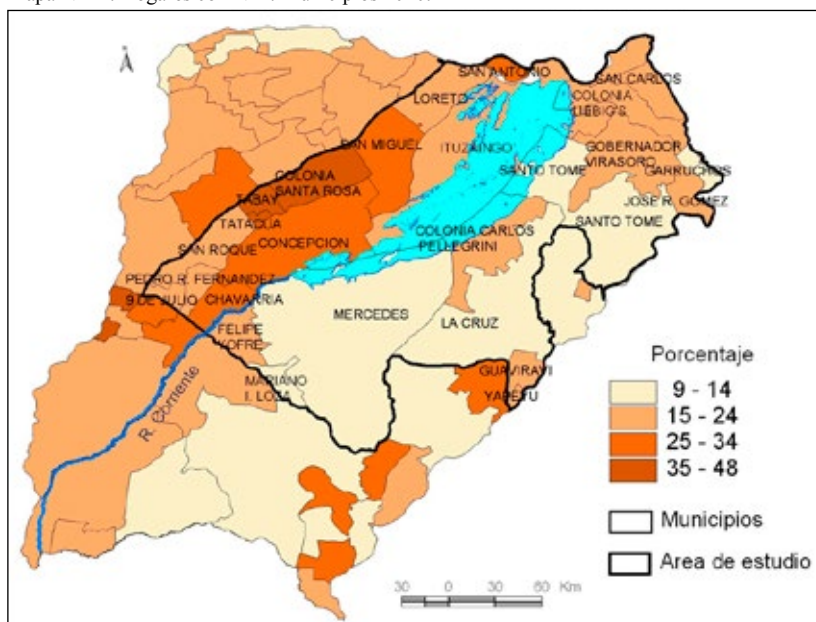 SAN ANTONIO
SAN CARLOS
LORETO
COLONIA
LIEBIG'S
SAN MIGUEL
ITUZAINGO
GOBERNADOR
VIRASORO
GARRUCHOS
COLONIA
SANTA ROSA
SANTO TOME
TABAY
JOSE R. GOMEZ
TATACUA
SANTO TOME
SAN ROQUE
CONCEPCION
COLONIA CARLOS
PELLEGRINI
PEDRO R. FERNANDEZ
9 DE JULIO
CHAVARRIA
MERCEDES
LA CRUZ
FELIPE
YOFRE
GUAVIRAVI
MARIANO
I. LOZA
YAPEYU
R. Corriente
Porcentaje
9 - 14
15 - 24
25 - 34
35 - 48
Municipios
Area de estudio
30 0 30 60 Km